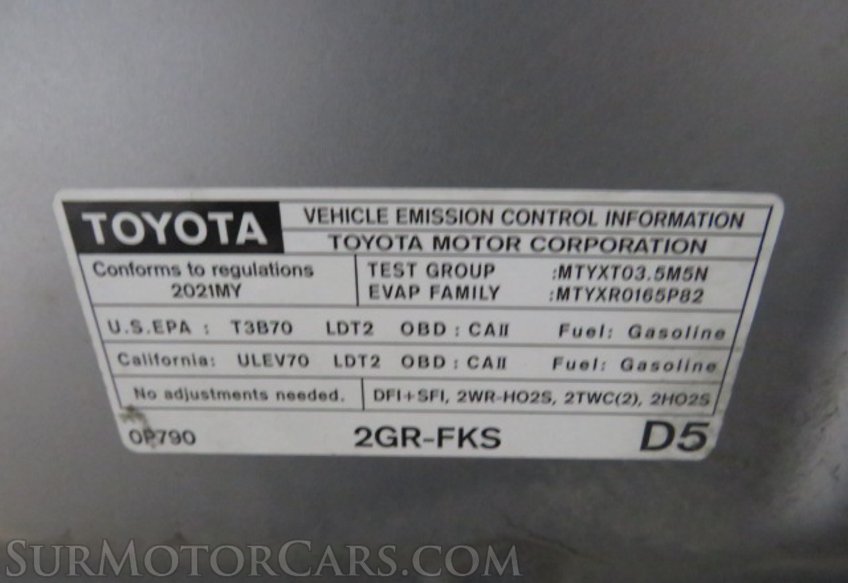 TOYOTA
VEHICLE EMISSION CONTROL INFORMATION
TOYOTA MOTOR CORPORATION
Conforms to regulations
2021MY
TEST GROUP :MTYXT03.5M5N
EVAP FAMILY :MTYXR0165P82
U.S.EPA : T3B70 LDT2 OBD : CAII Fuel: Gasoline
California: ULEV70 LDT2 OBD : CAII Fuel: Gasoline
No adjustments needed. DFI+SFI, 2WR-HO2S, 2TWC(2), 2HO2S
0P790 2GR-FKS D5
SurMotorCars.com